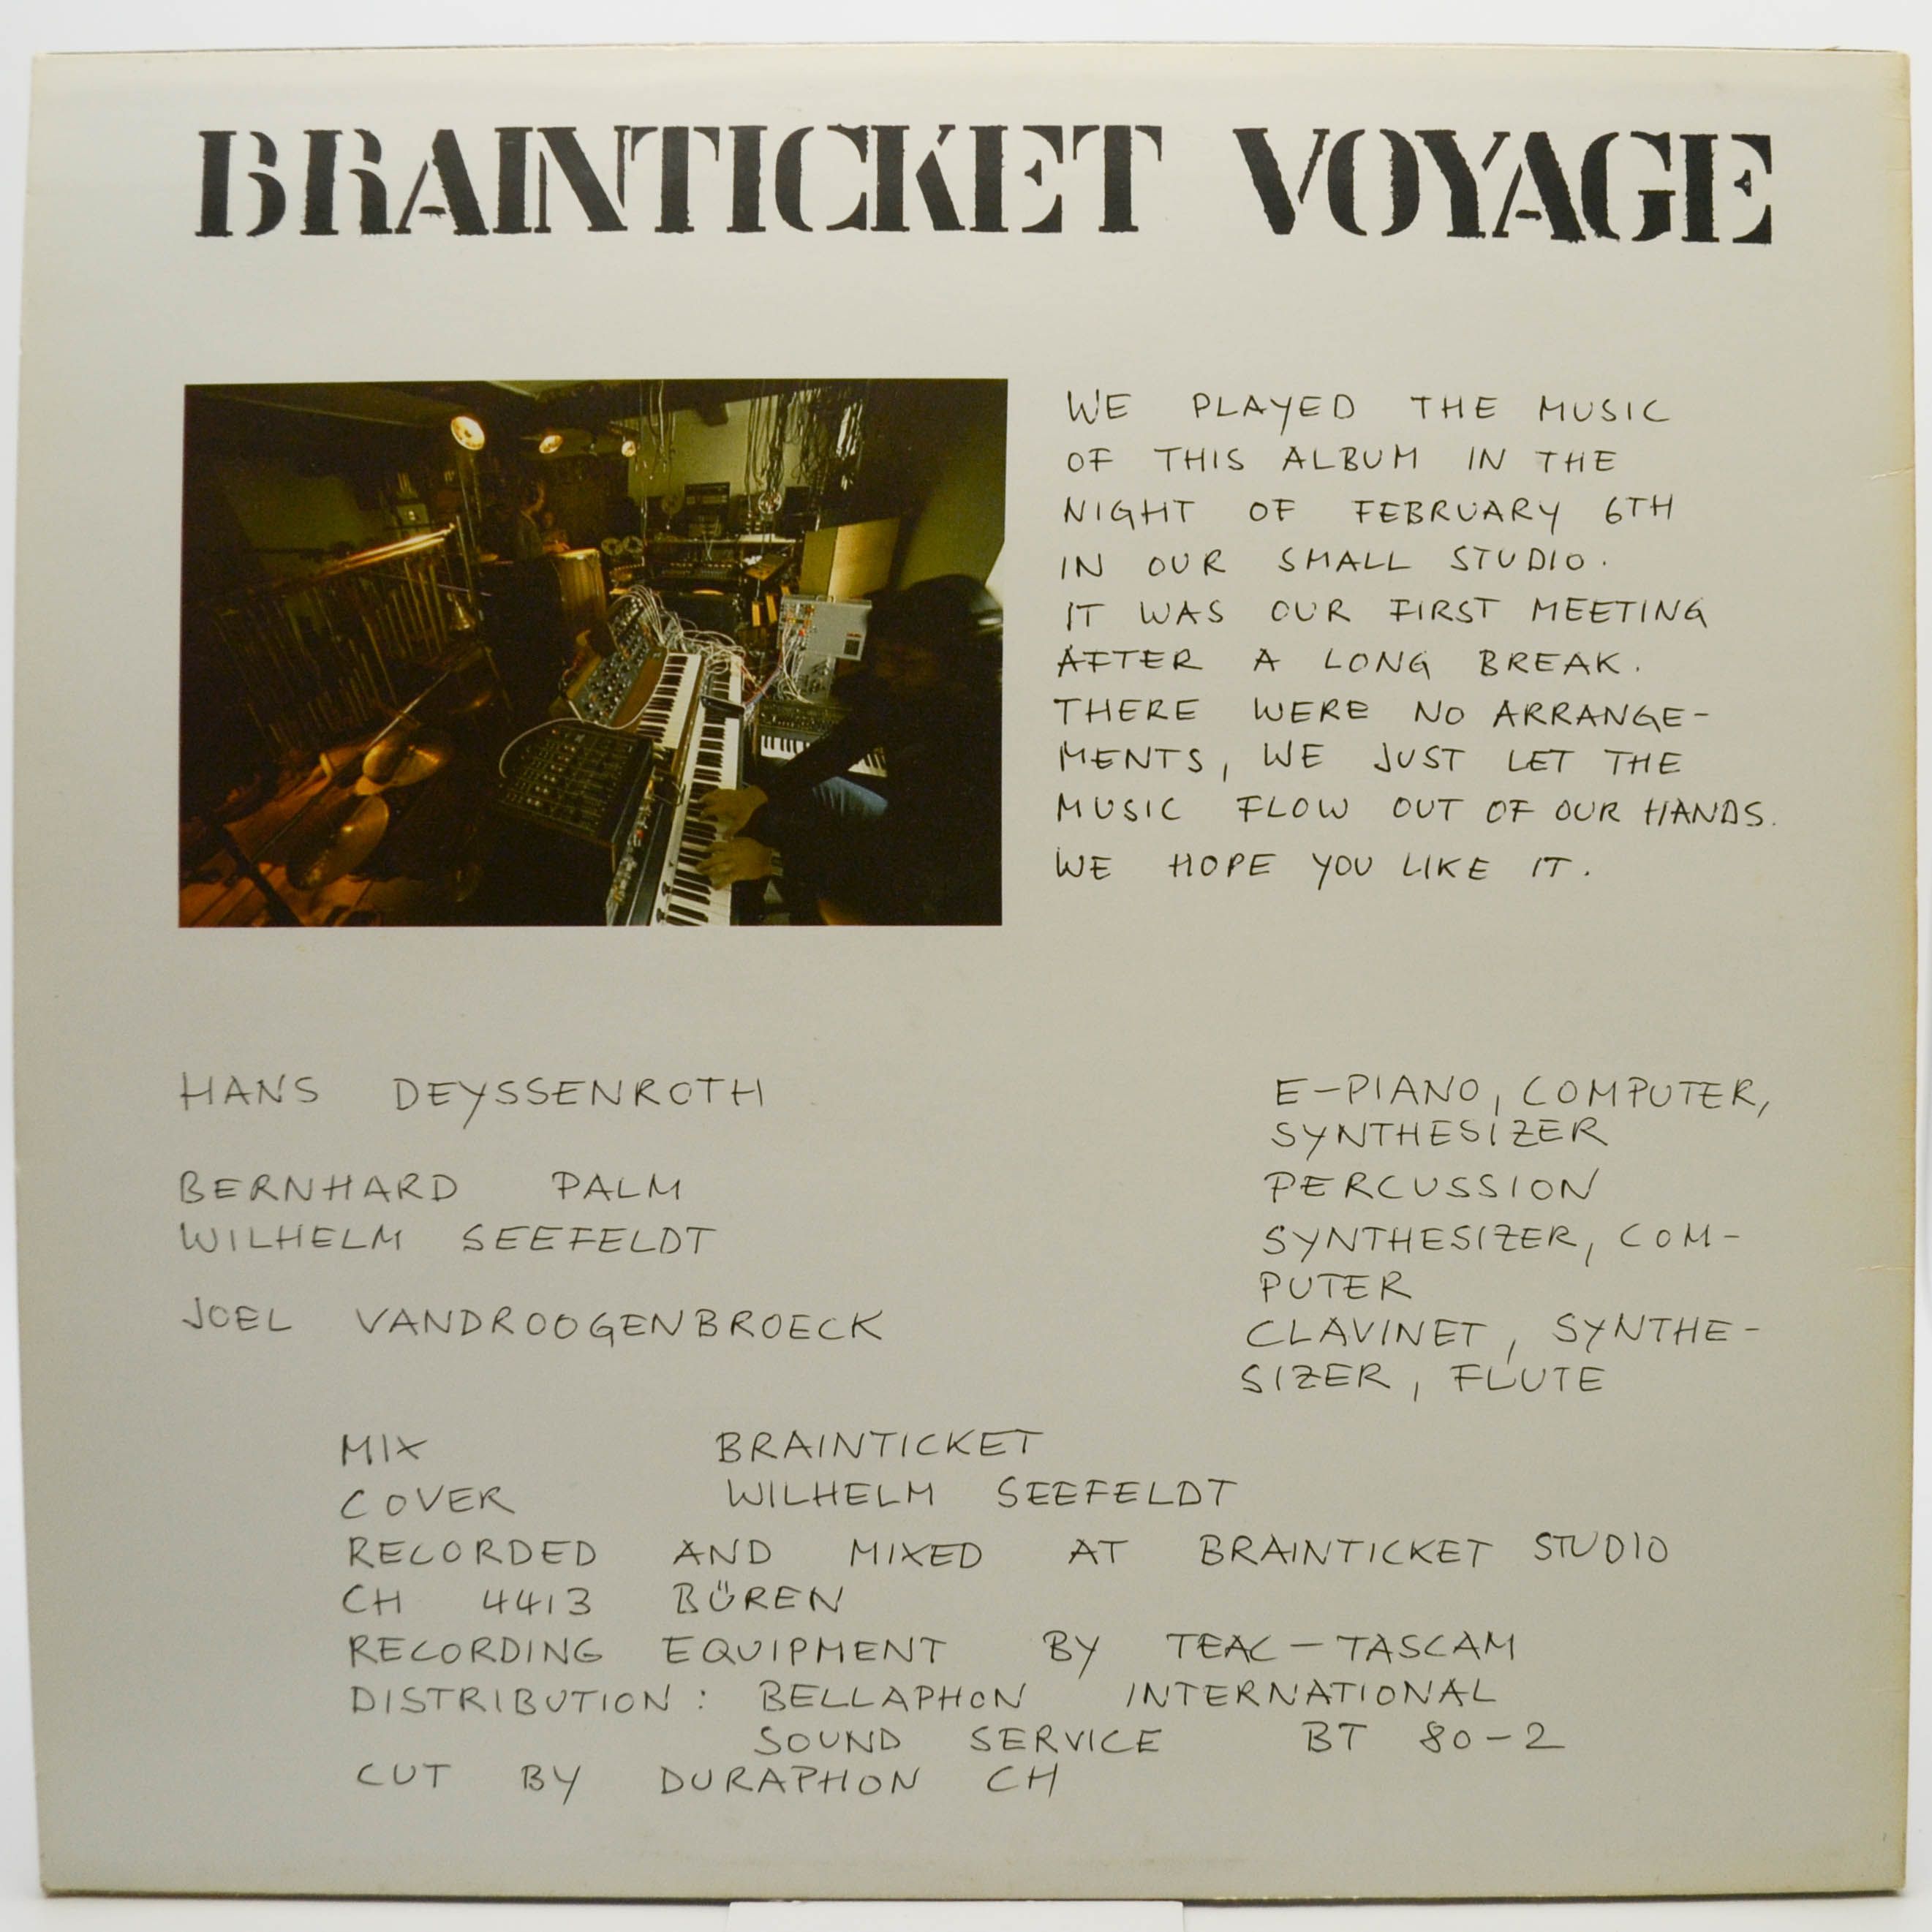 BRAINTICKET VOYAGE
WE PLAYED THE MUSIC
OF THIS ALBUM IN THE
NIGHT OF FEBRUARY 6TH
IN OUR SMALL STUDIO.
IT WAS OUR FIRST MEETING
AFTER A LONG BREAK.
THERE WERE NO ARRANGE-
MENTS, WE JUST LET THE
MUSIC FLOW OUT OF OUR HANDS.
WE HOPE YOU LIKE IT.
HANS DEYSSENROTH E-PIANO, COMPUTER,
SYNTHESIZER
BERNHARD PALM PERCUSSION
WILHELM SEEFELDT SYNTHESIZER, COM-
PUTER
JOEL VANDROOGENBROECK CLAVINET, SYNTHE-
SIZER, FLUTE
MIX BRAINTICKET
COVER WILHELM SEEFELDT
RECORDED AND MIXED AT BRAINTICKET STUDIO
CH 4413 BÜREN
RECORDING EQUIPMENT BY TEAC-TASCAM
DISTRIBUTION: BELLAPHON INTERNATIONAL
SOUND SERVICE BT 80-2
CUT BY DURAPHON CH